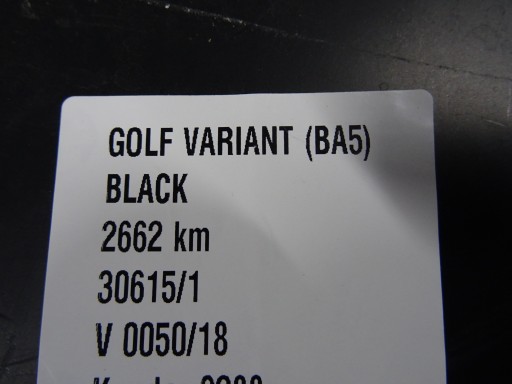 GOLF VARIANT (BA5)
BLACK
2662 km
30615/1
V 0050/18